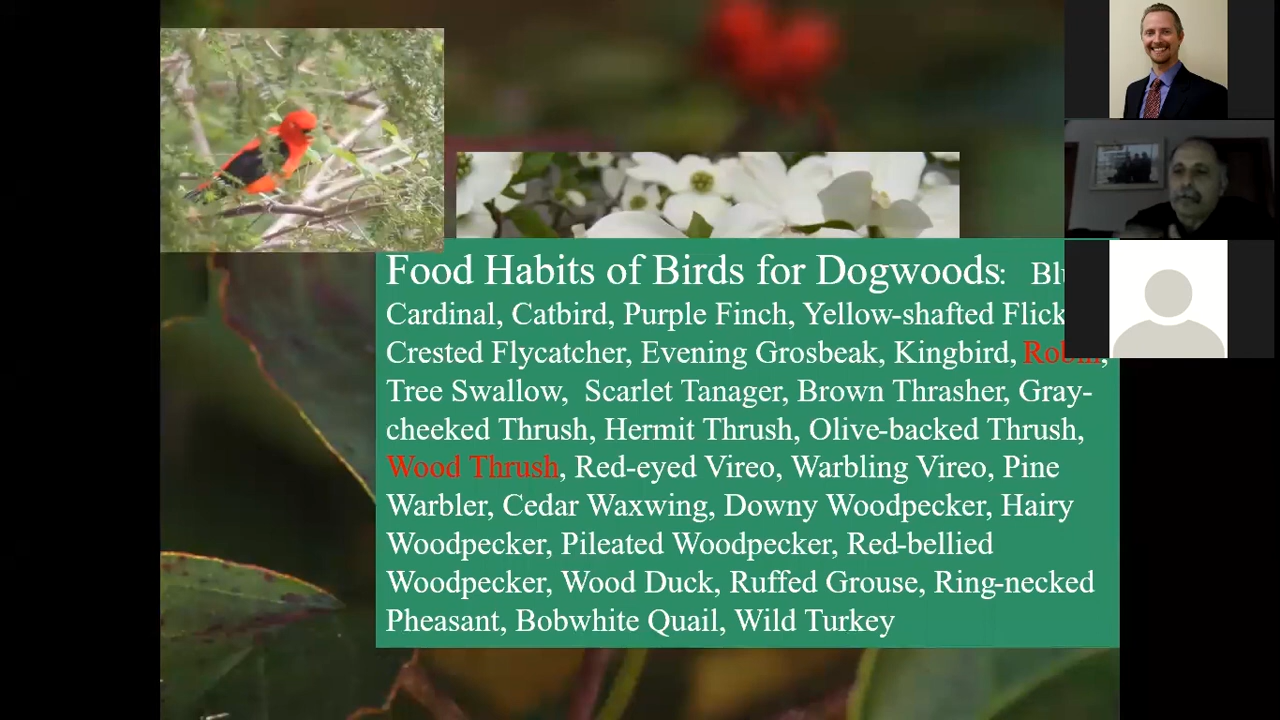 Food Habits of Birds for Dogwoods:
Cardinal, Catbird, Purple Finch, Yellow-shafted
Crested Flycatcher, Evening Grosbeak, Kingbird, Robin,
Tree Swallow, Scarlet Tanager, Brown Thrasher, Gray-
cheeked Thrush, Hermit Thrush, Olive-backed Thrush,
Wood Thrush, Red-eyed Vireo, Warbling Vireo, Pine
Warbler, Cedar Waxwing, Downy Woodpecker, Hairy
Woodpecker, Pileated Woodpecker, Red-bellied
Woodpecker, Wood Duck, Ruffed Grouse, Ring-necked
Pheasant, Bobwhite Quail, Wild Turkey